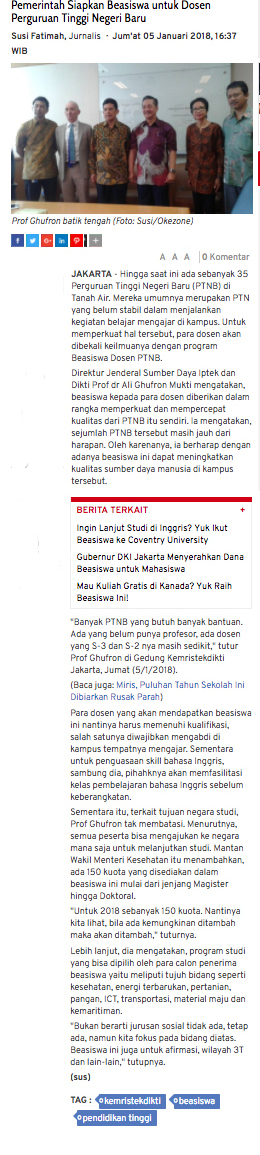 Pemerintah Siapkan Beasiswa untuk Dosen
Perguruan Tinggi Negeri Baru
Susi Fatimah, Jurnalis · Jum'at 05 Januari 2018, 16:37
WIB
Prof Ghufron batik tengah (Foto: Susi/Okezone)
A A A | 0 Komentar
JAKARTA - Hingga saat ini ada sebanyak 35
Perguruan Tinggi Negeri Baru (PTNB) di
Tanah Air. Mereka umumnya merupakan PTN
yang belum stabil dalam menjalankan
kegiatan belajar mengajar di kampus. Untuk
memperkuat hal tersebut, para dosen akan
dibekali keilmuanya dengan program
Beasiswa Dosen PTNB.
Direktur Jenderal Sumber Daya Iptek dan
Dikti Prof dr Ali Ghufron Mukti mengatakan,
beasiswa kepada para dosen diberikan dalam
rangka memperkuat dan mempercepat
kualitas dari PTNB itu sendiri. Ia mengatakan,
sejumlah PTNB tersebut masih jauh dari
harapan. Oleh karenanya, ia berharap dengan
adanya beasiswa ini dapat meningkatkan
kualitas sumber daya manusia di kampus
tersebut.
BERITA TERKAIT +
Ingin Lanjut Studi di Inggris? Yuk Ikut
Beasiswa ke Coventry University
Gubernur DKI Jakarta Menyerahkan Dana
Beasiswa untuk Mahasiswa
Mau Kuliah Gratis di Kanada? Yuk Raih
Beasiswa Ini!
"Banyak PTNB yang butuh banyak bantuan.
Ada yang belum punya profesor, ada dosen
yang S-3 dan S-2 nya masih sedikit," tutur
Prof Ghufron di Gedung Kemristekdikti
Jakarta, Jumat (5/1/2018).
(Baca juga: Miris, Puluhan Tahun Sekolah Ini
Dibiarkan Rusak Parah)
Para dosen yang akan mendapatkan beasiswa
ini nantinya harus memenuhi kualifikasi,
salah satunya diwajibkan mengabdi di
kampus tempatnya mengajar. Sementara
untuk penguasaan skill bahasa Inggris,
sambung dia, pihahknya akan memfasilitasi
kelas pembelajaran bahasa Inggris sebelum
keberangkatan.
Sementara itu, terkait tujuan negara studi,
Prof Ghufron tak membatasi. Menurutnya,
semua peserta bisa mengajukan ke negara
mana saja untuk melanjutkan studi. Mantan
Wakil Menteri Kesehatan itu menambahkan,
ada 150 kuota yang disediakan dalam
beasiswa ini mulai dari jenjang Magister
hingga Doktoral.
"Untuk 2018 sebanyak 150 kuota. Nantinya
kita lihat, bila ada kemungkinan ditambah
maka akan ditambah," tuturnya.
Lebih lanjut, dia mengatakan, program studi
yang bisa dipilih oleh para calon penerima
beasiswa yaitu meliputi tujuh bidang seperti
kesehatan, energi terbarukan, pertanian,
pangan, ICT, transportasi, material maju dan
kemaritiman.
"Bukan berarti jurusan sosial tidak ada, tetap
ada, namun kita fokus pada bidang diatas.
Beasiswa ini juga untuk afirmasi, wilayah 3T
dan lain-lain," tutupnya.
(sus)
TAG : kemristekdikti beasiswa
pendidikan tinggi